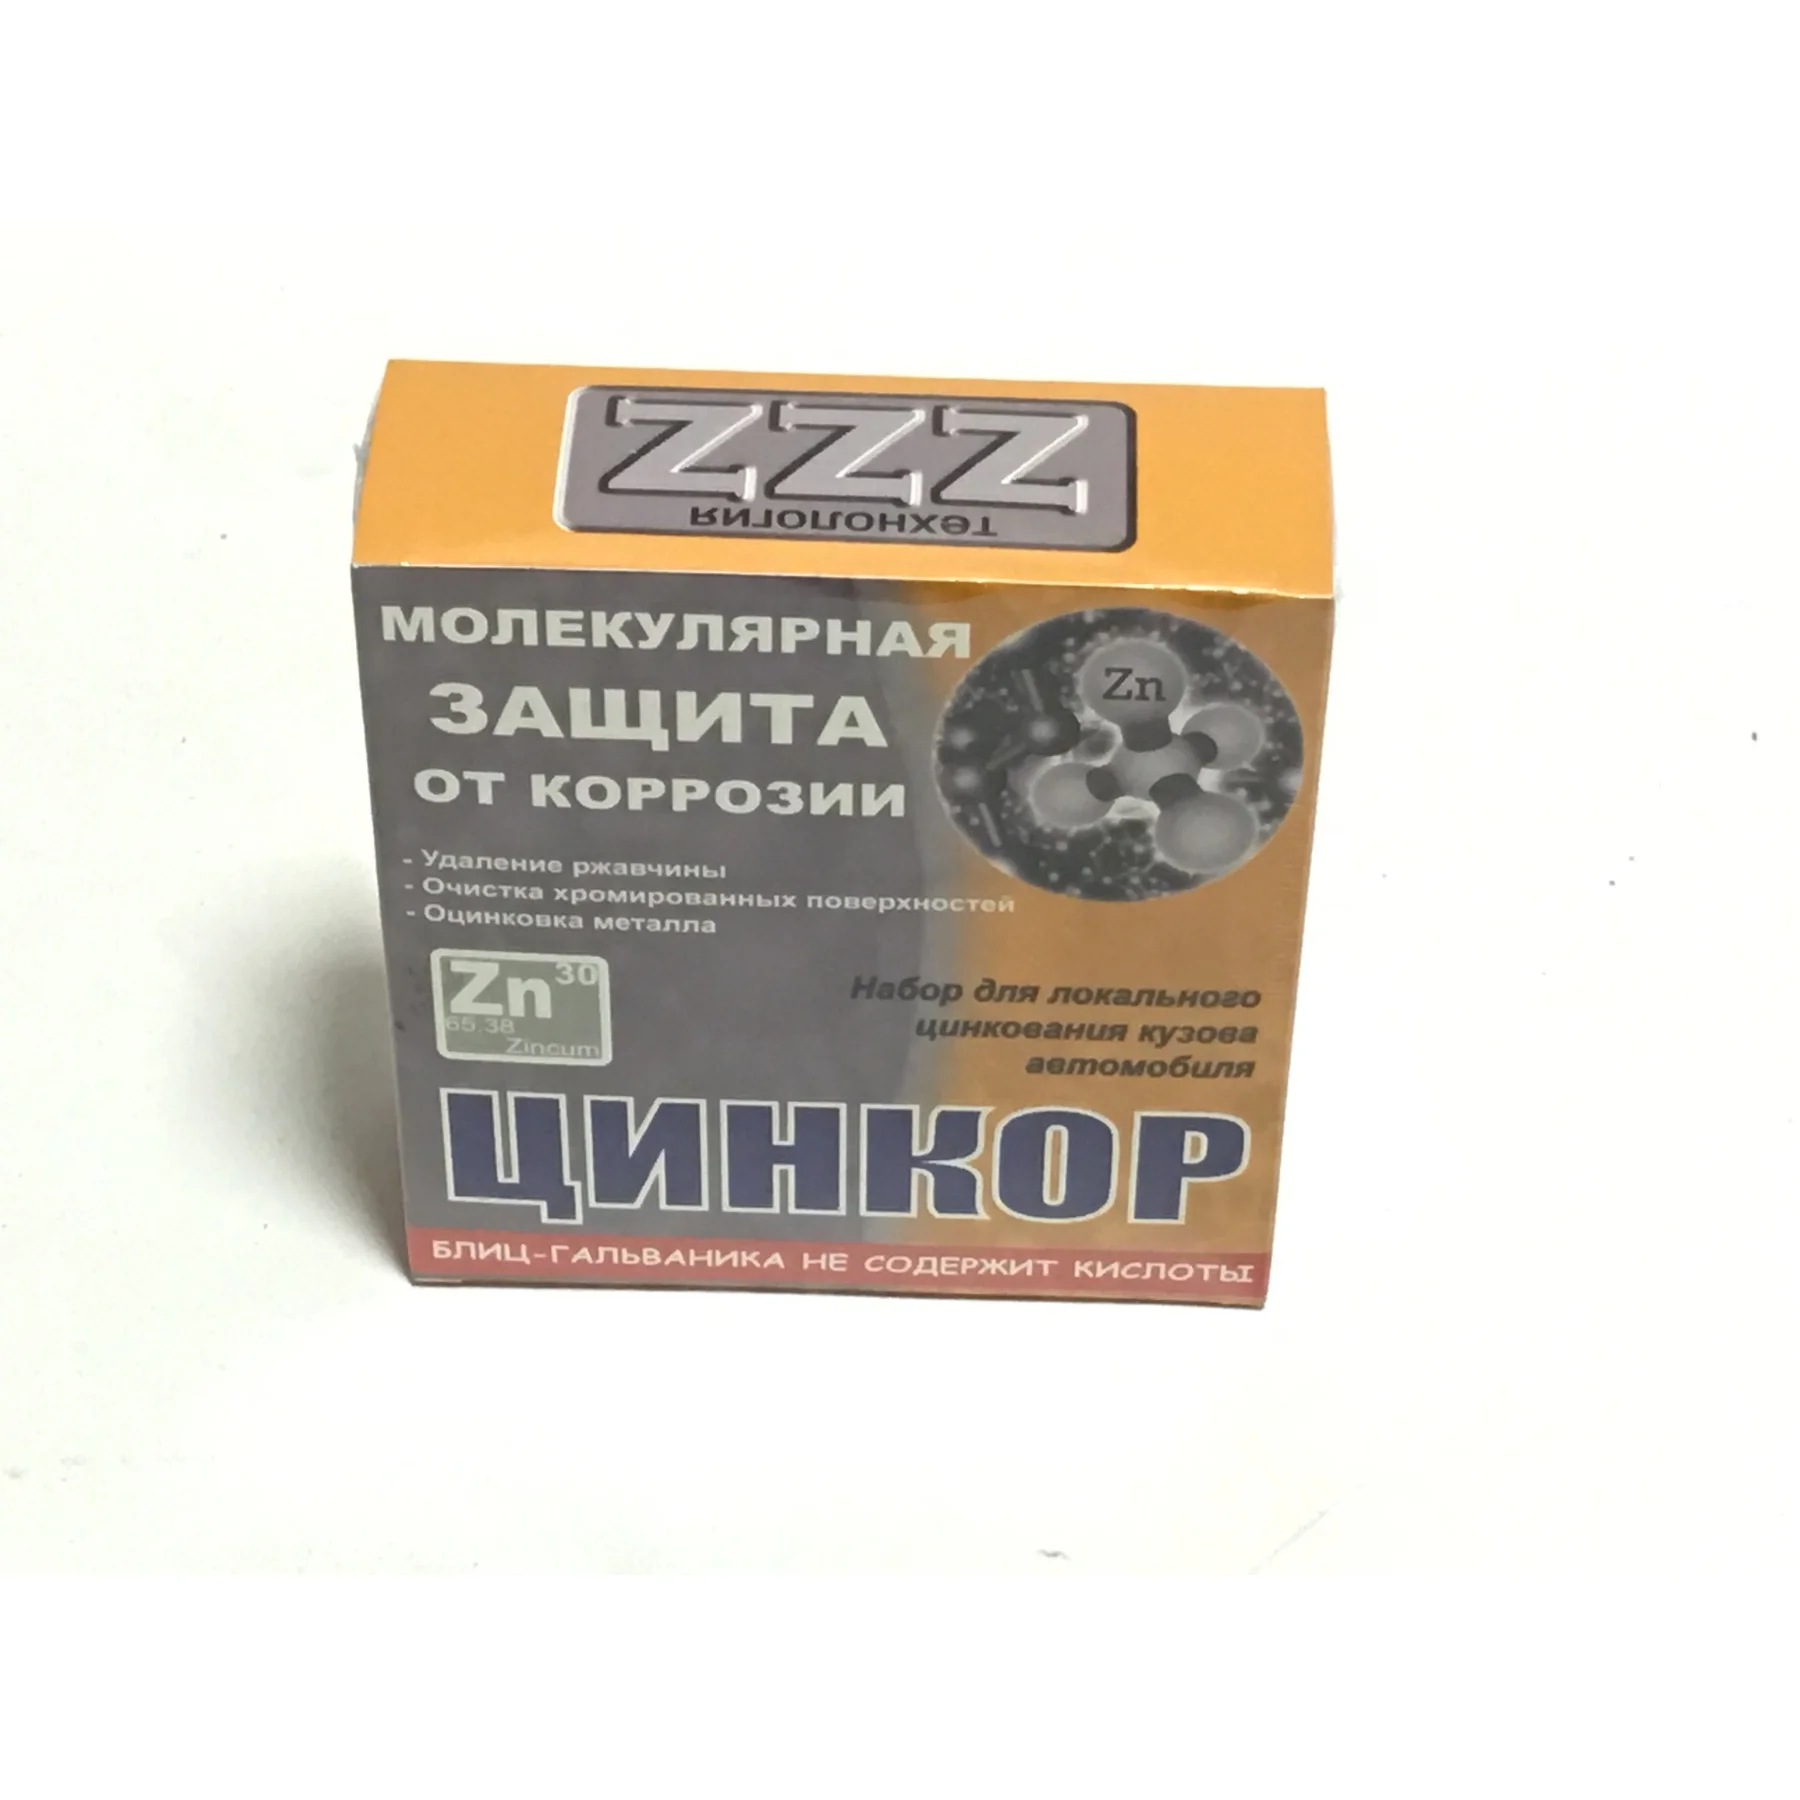 ZZZ
ТЕХНОЛОГИЯ
МОЛЕКУЛЯРНАЯ
ЗАЩИТА
ОТ КОРРОЗИИ
Zn
- Удаление ржавчины
- Очистка хромированных поверхностей
- Оцинковка металла
Zn 30
65.38
Zincum
Набор для локального
цинкования кузова
автомобиля
ЦИНКОР
БЛИЦ-ГАЛЬВАНИКА НЕ СОДЕРЖИТ КИСЛОТЫ